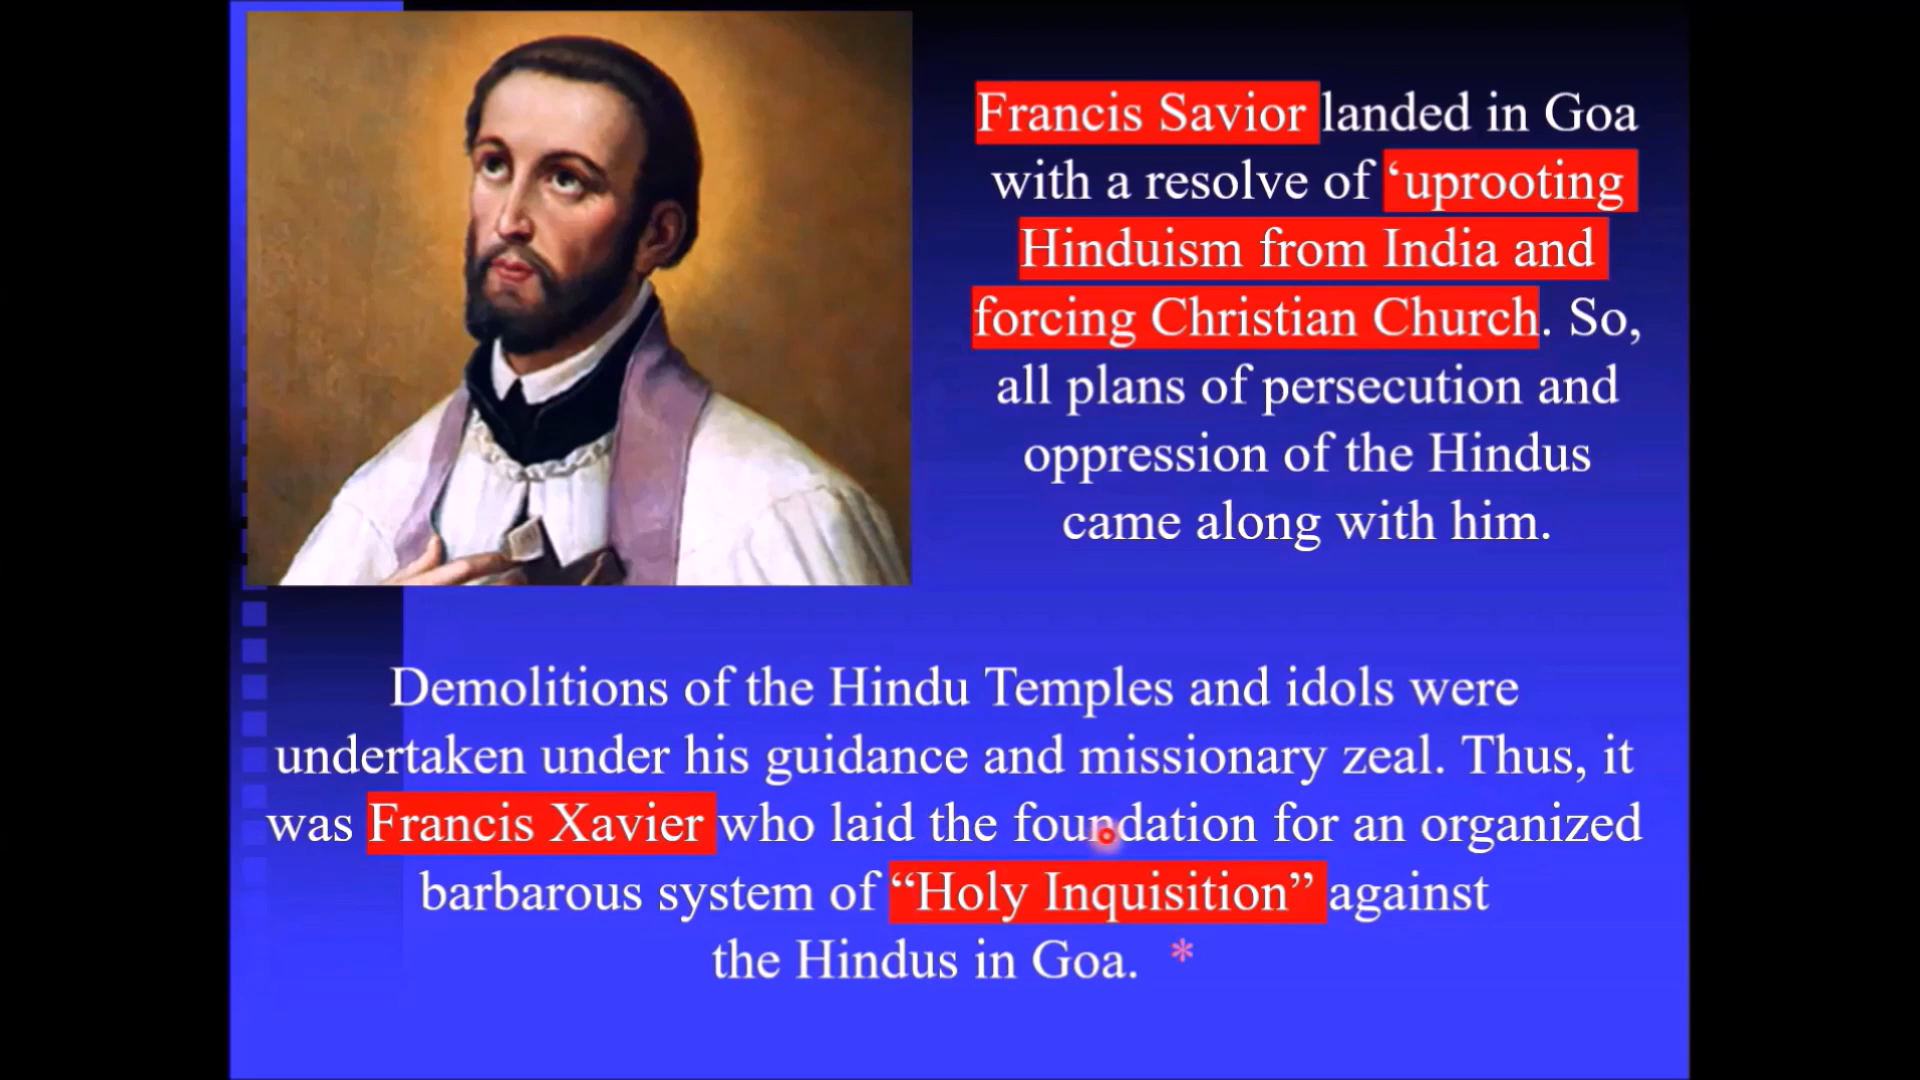 Francis Savior landed in Goa
with a resolve of ‘uprooting
Hinduism from India and
forcing Christian Church. So,
all plans of persecution and
oppression of the Hindus
came along with him.
Demolitions of the Hindu Temples and idols were
undertaken under his guidance and missionary zeal. Thus, it
was Francis Xavier who laid the foundation for an organized
barbarous system of “Holy Inquisition” against
the Hindus in Goa. *